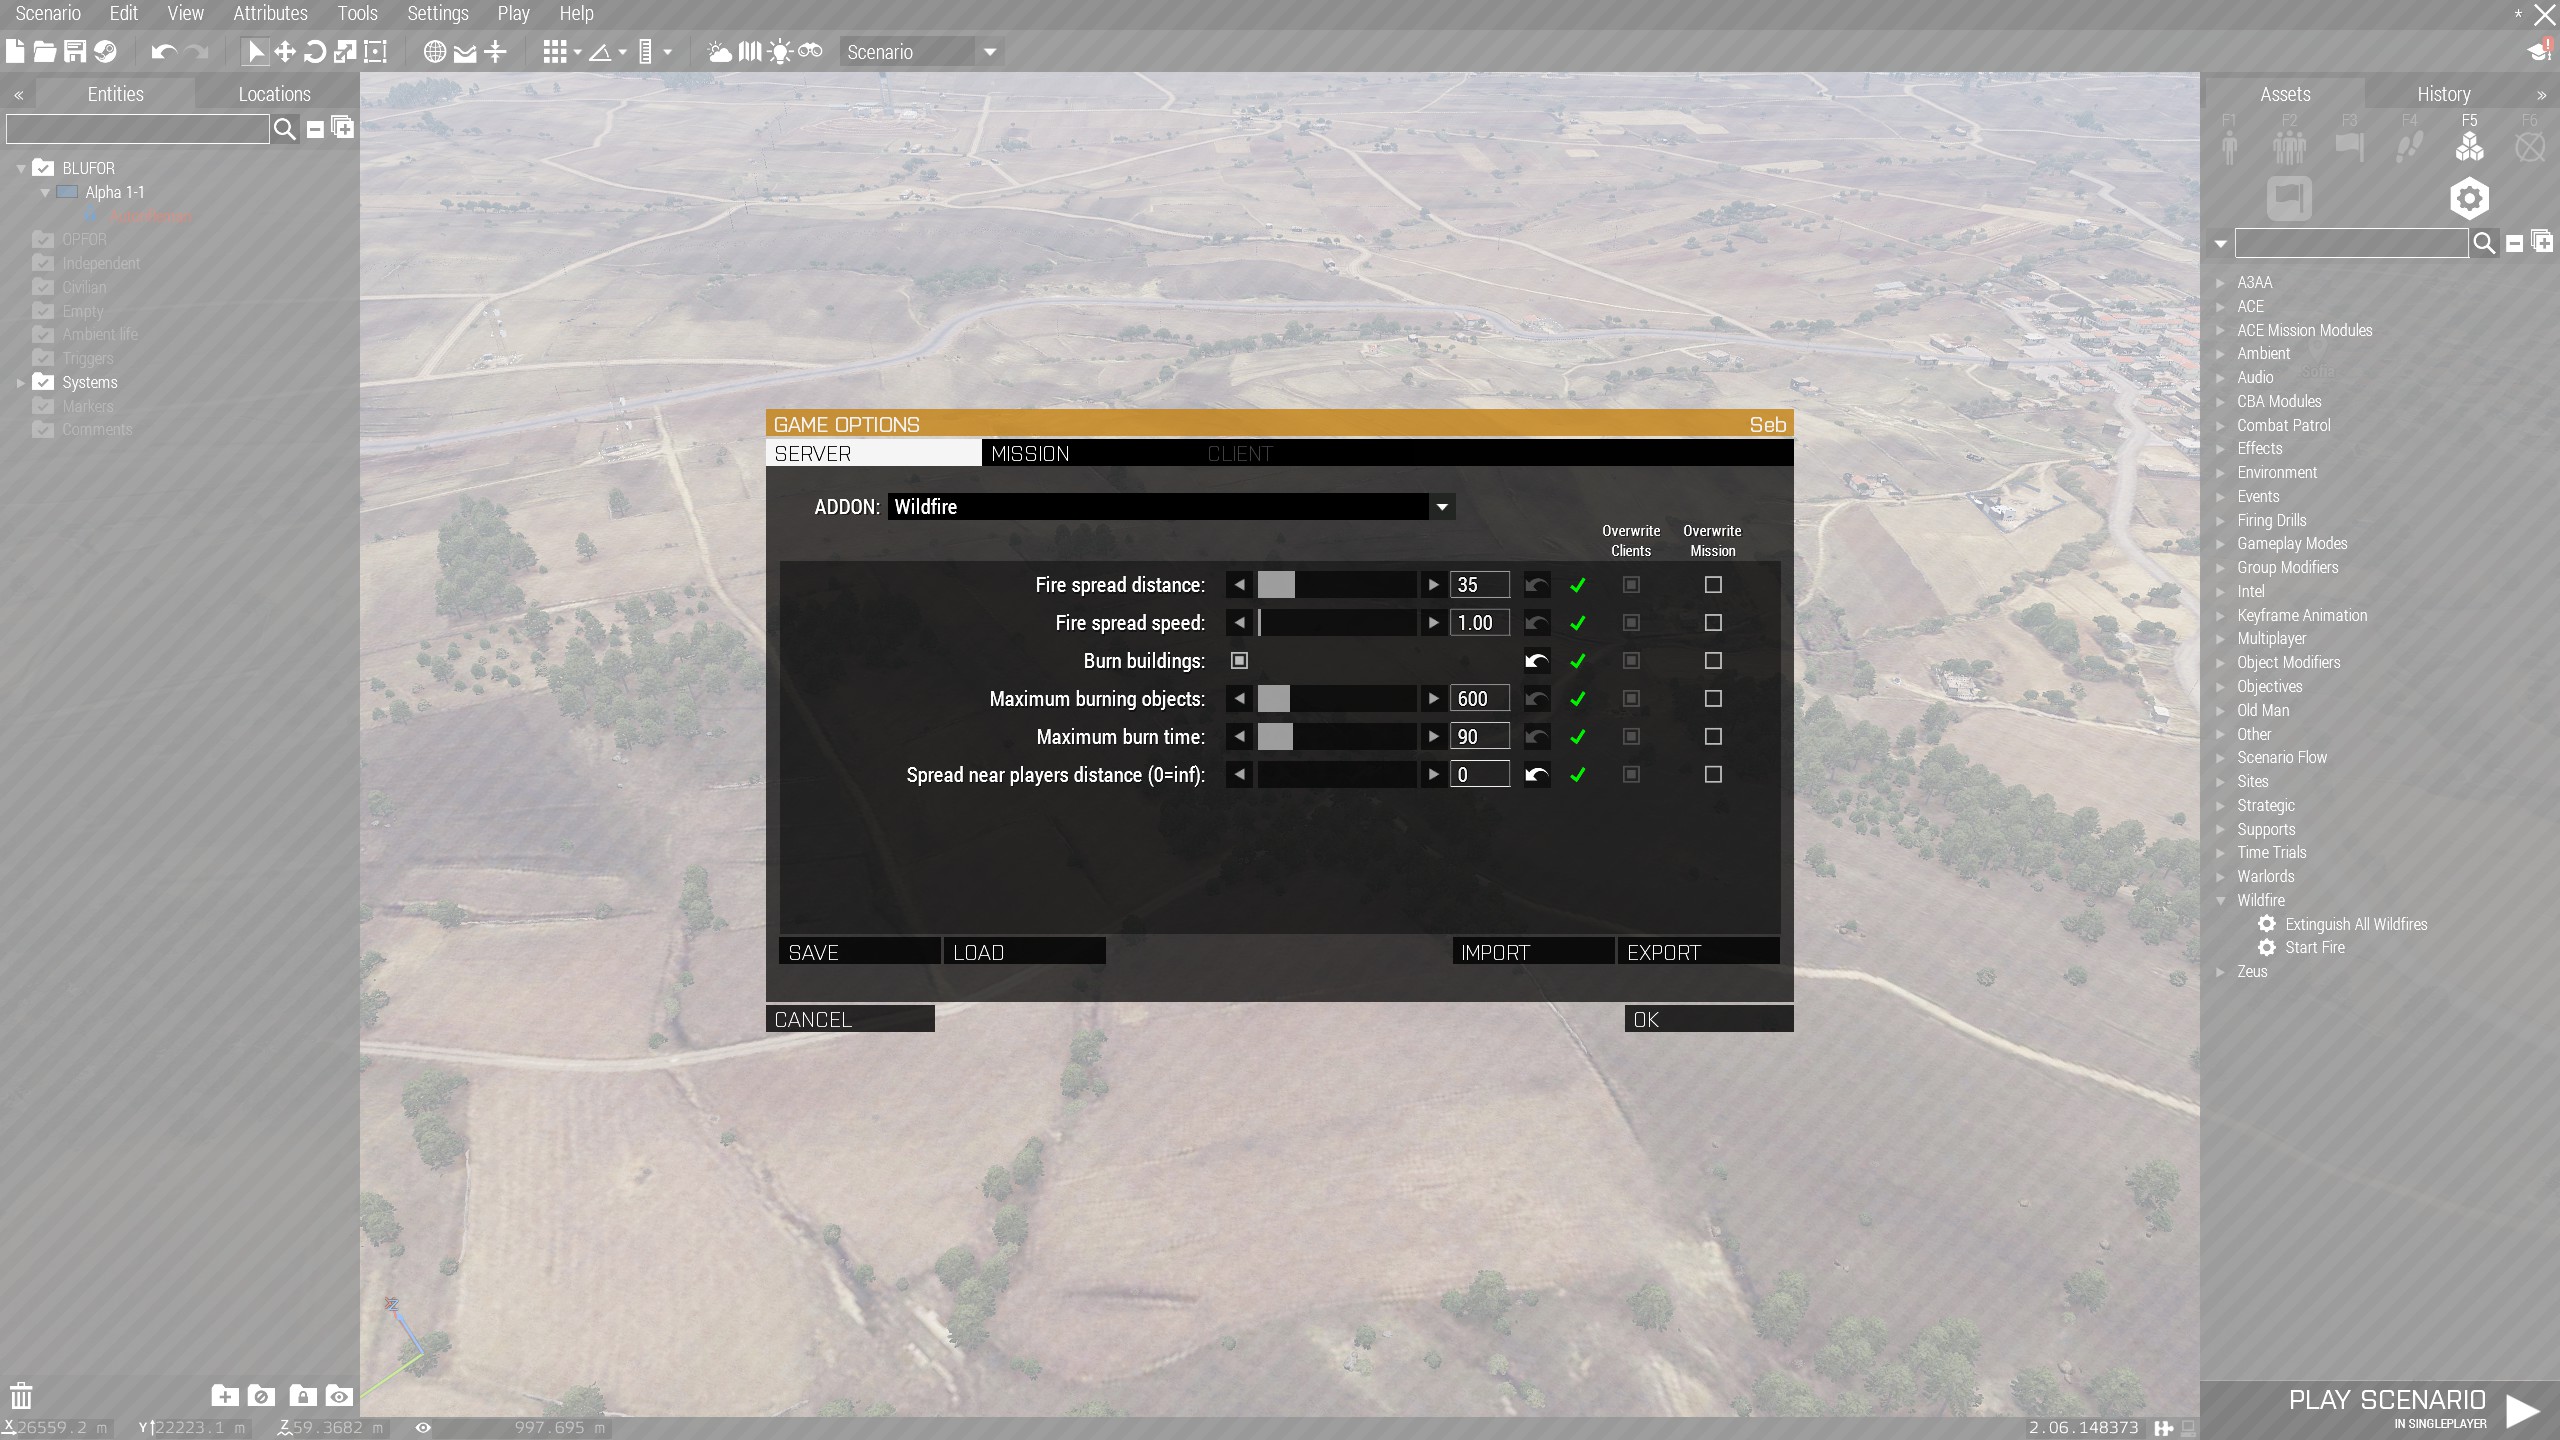 Scenario Edit View Attributes Tools Settings Play Help
*
Scenario
Entities
Locations
BLUFOR
Alpha 1-1
OPFOR
Independent
Civilian
Empty
Ambient life
Triggers
Systems
Markers
Comments
GAME OPTIONS
Seb
SERVER
MISSION
CLIENT
ADDON: Wildfire
Overwrite Clients
Overwrite Mission
Fire spread distance: 35
Fire spread speed: 1.00
Burn buildings:
Maximum burning objects: 600
Maximum burn time: 90
Spread near players distance (0=inf): 0
SAVE
LOAD
IMPORT
EXPORT
CANCEL
OK
Assets
History
F1 F2 F3 F4 F5 F6
A3AA
ACE
ACE Mission Modules
Ambient
Sofia
Audio
CBA Modules
Combat Patrol
Effects
Environment
Events
Firing Drills
Gameplay Modes
Group Modifiers
Intel
Keyframe Animation
Multiplayer
Object Modifiers
Objectives
Old Man
Other
Scenario Flow
Sites
Strategic
Supports
Time Trials
Warlords
Wildfire
Extinguish All Wildfires
Start Fire
Zeus
Z
X 26559.2 m Y 22223.1 m Z 59.3682 m 997.695 m
2.06.148373
PLAY SCENARIO
IN SINGLEPLAYER